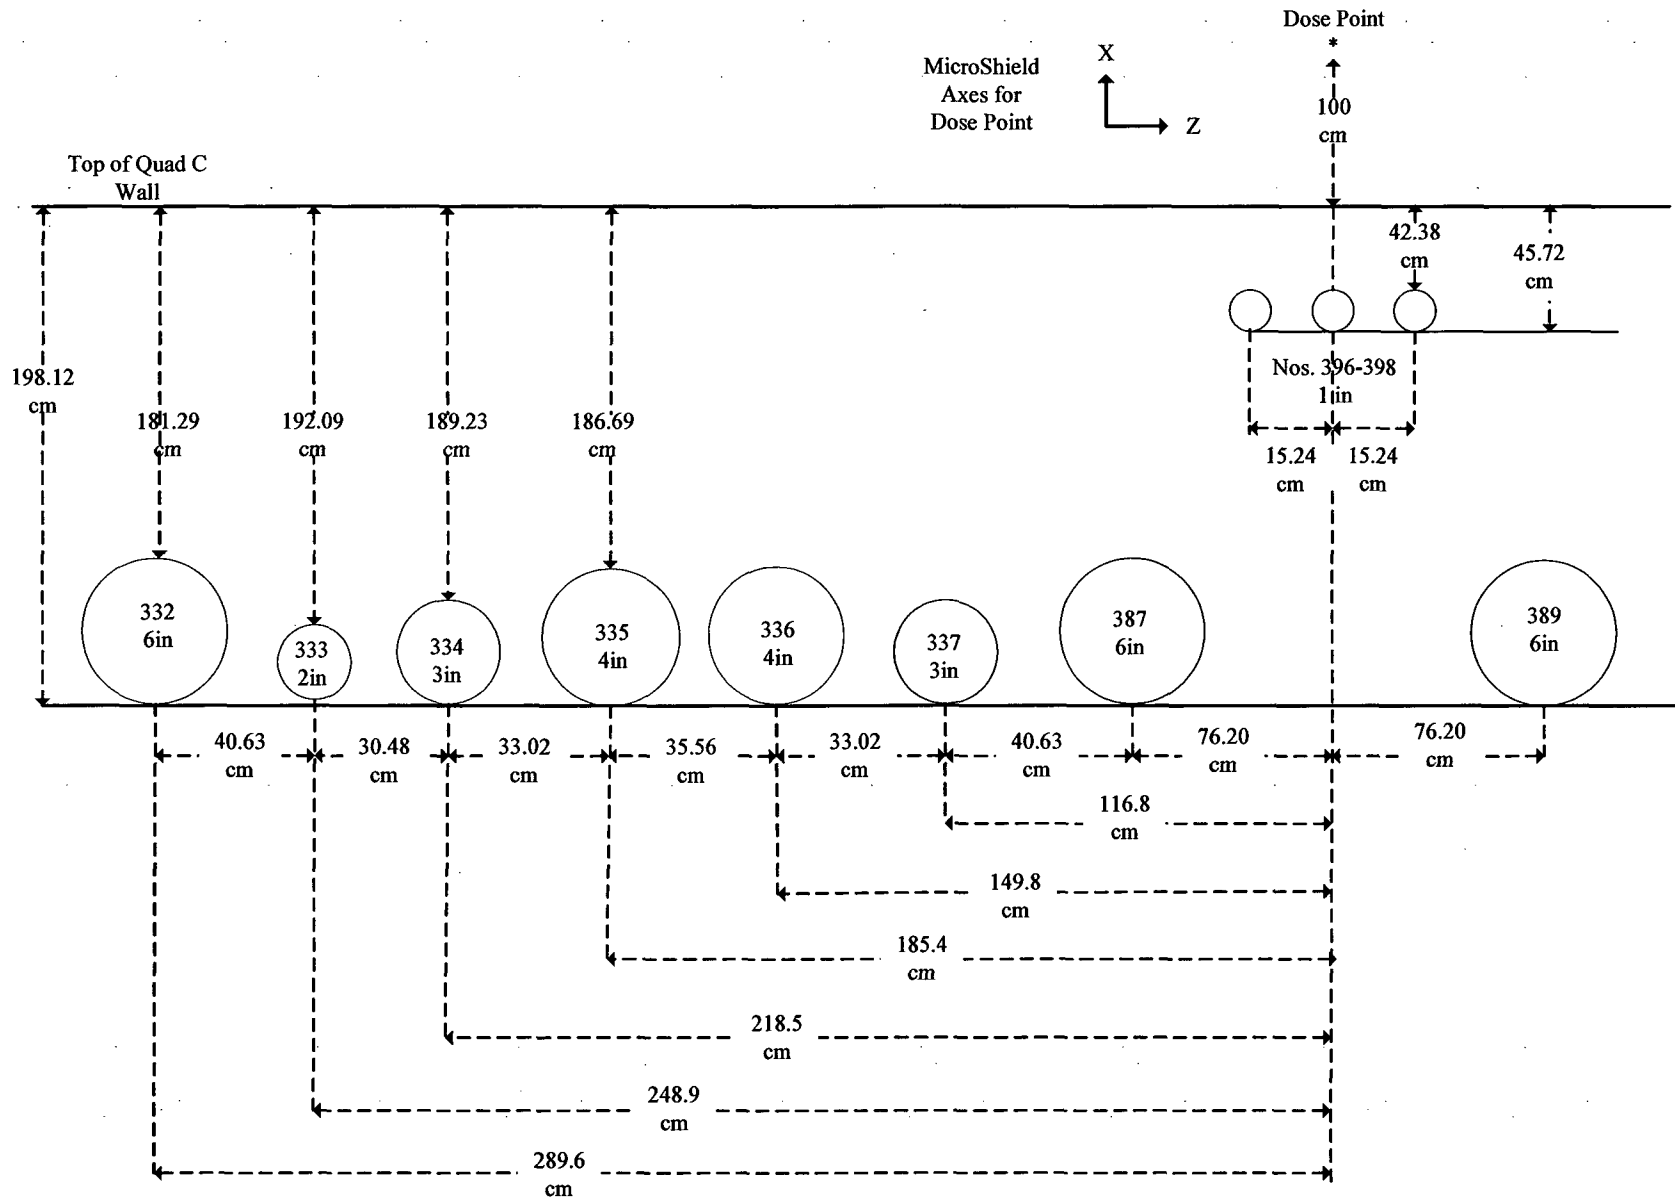 Dose Point
*
MicroShield
Axes for
Dose Point
X
Z
100
cm
Top of Quad C
Wall
42.38
cm
45.72
cm
198.12
cm
181.29
cm
192.09
cm
189.23
cm
186.69
cm
Nos. 396-398
1 in
15.24
cm
15.24
cm
332
6in
333
2in
334
3in
335
4in
336
4in
337
3in
387
6in
389
6in
40.63
cm
30.48
cm
33.02
cm
35.56
cm
33.02
cm
40.63
cm
76.20
cm
76.20
cm
116.8
cm
149.8
cm
185.4
cm
218.5
cm
248.9
cm
289.6
cm